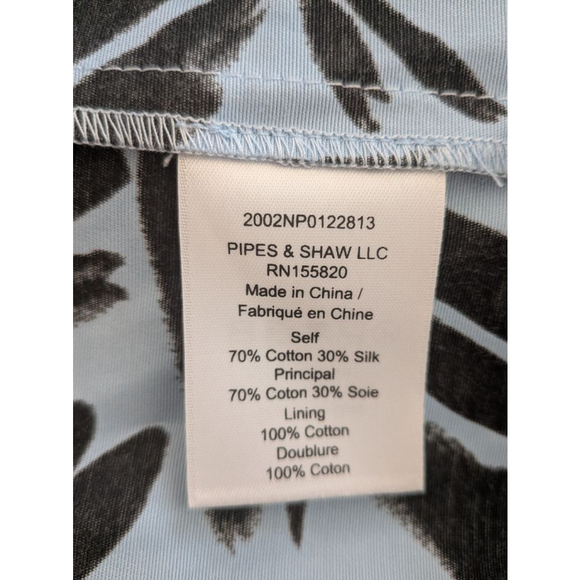 2002NP0122813
PIPES & SHAW LLC
RN155820
Made in China /
Fabriqué en Chine
Self
70% Cotton 30% Silk
Principal
70% Coton 30% Soie
Lining
100% Cotton
Doublure
100% Coton